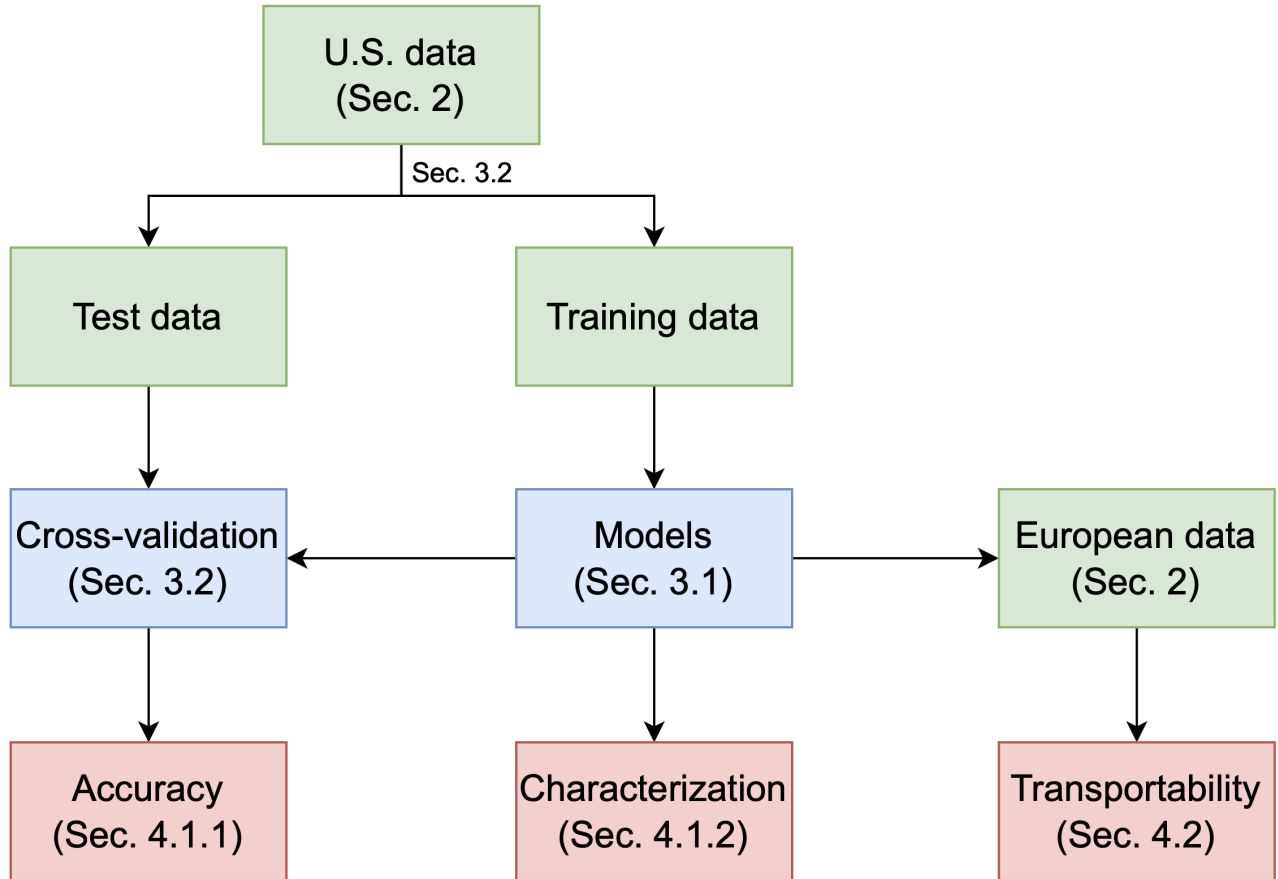 U.S. data
(Sec. 2)
Sec. 3.2
Test data
Training data
Cross-validation
(Sec. 3.2)
Models
(Sec. 3.1)
European data
(Sec. 2)
Accuracy
(Sec. 4.1.1)
Characterization
(Sec. 4.1.2)
Transportability
(Sec. 4.2)